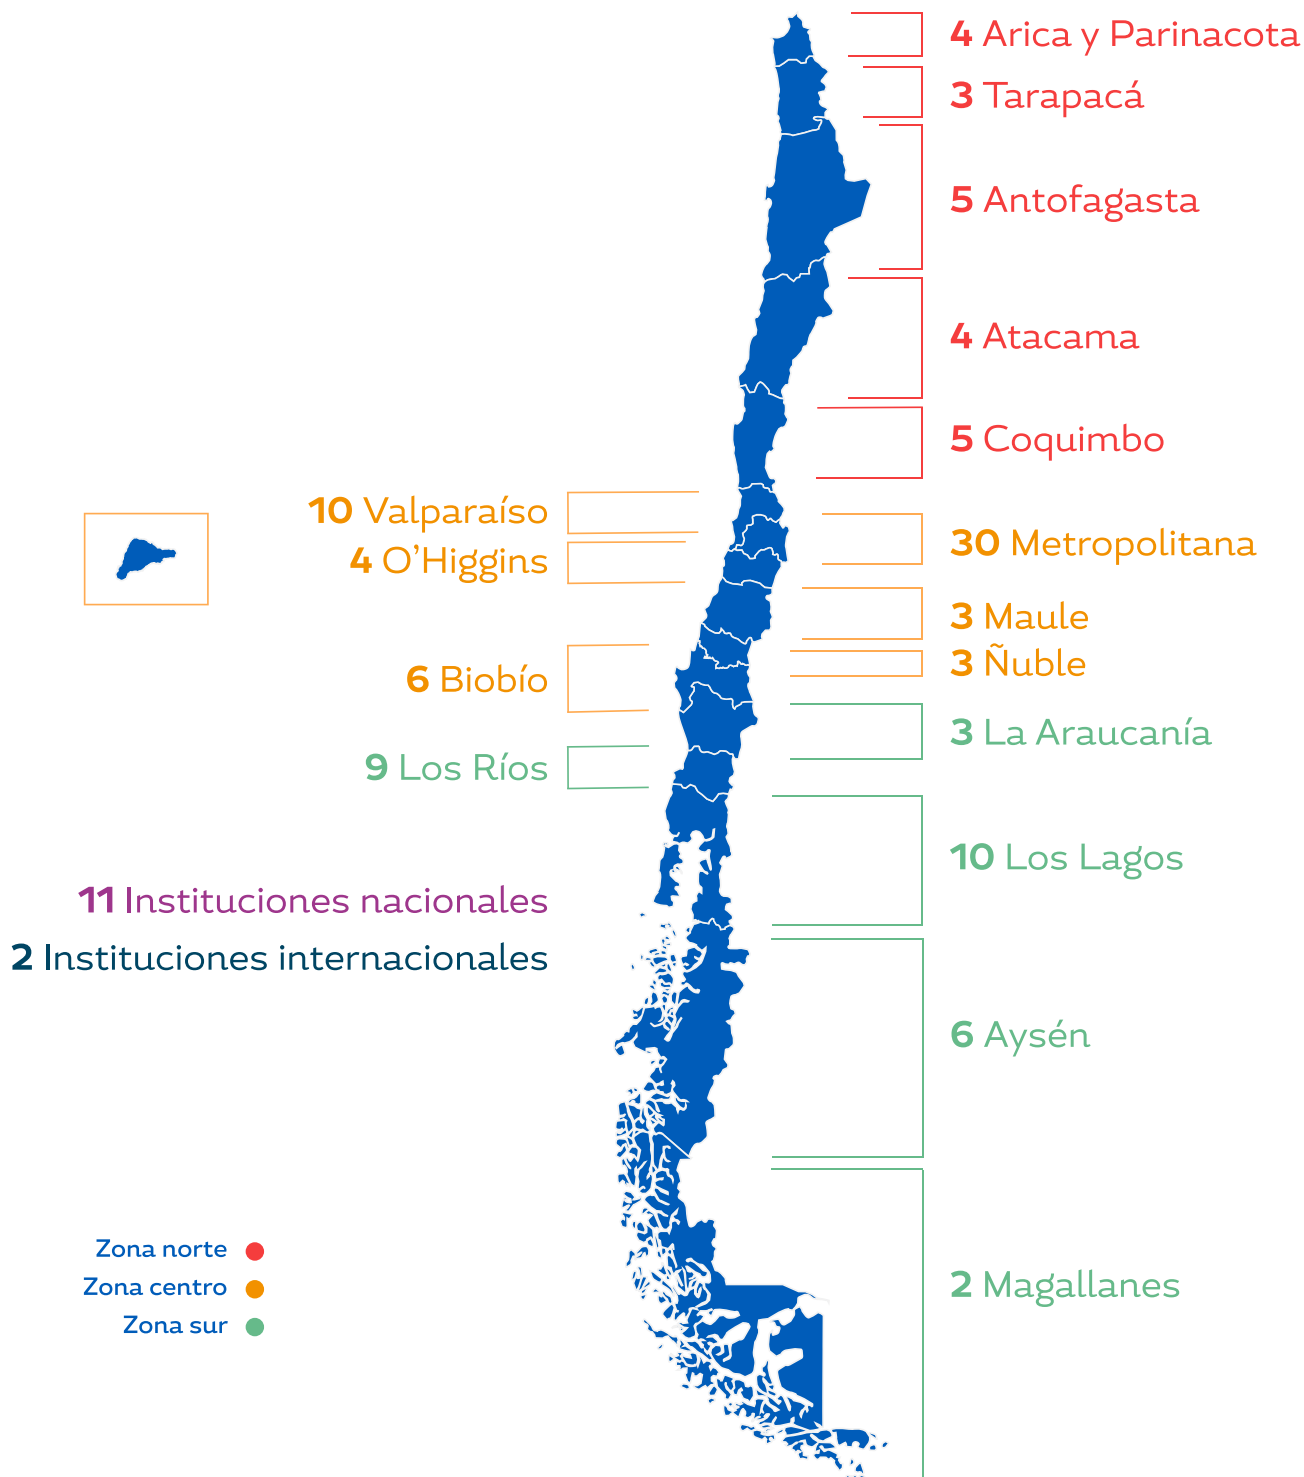 4 Arica y Parinacota
3 Tarapacá
5 Antofagasta
4 Atacama
5 Coquimbo
10 Valparaíso
30 Metropolitana
4 O’Higgins
3 Maule
3 Ñuble
6 Biobío
3 La Araucanía
9 Los Ríos
10 Los Lagos
11 Instituciones nacionales
2 Instituciones internacionales
6 Aysén
2 Magallanes
Zona norte
Zona centro
Zona sur